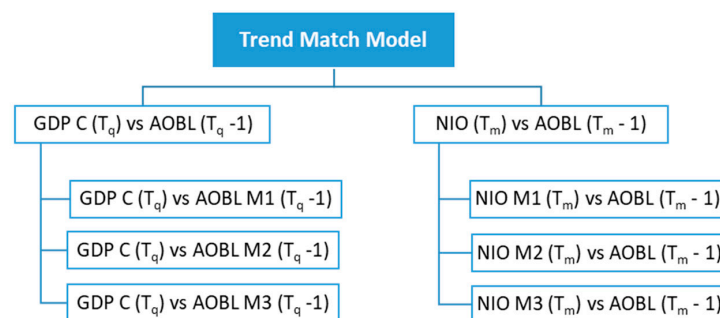 Trend Match Model
GDP C (Tq) vs AOBL (Tq -1)
GDP C (Tq) vs AOBL M1 (Tq -1)
GDP C (Tq) vs AOBL M2 (Tq -1)
GDP C (Tq) vs AOBL M3 (Tq -1)
NIO (Tm) vs AOBL (Tm - 1)
NIO M1 (Tm) vs AOBL (Tm - 1)
NIO M2 (Tm) vs AOBL (Tm - 1)
NIO M3 (Tm) vs AOBL (Tm - 1)